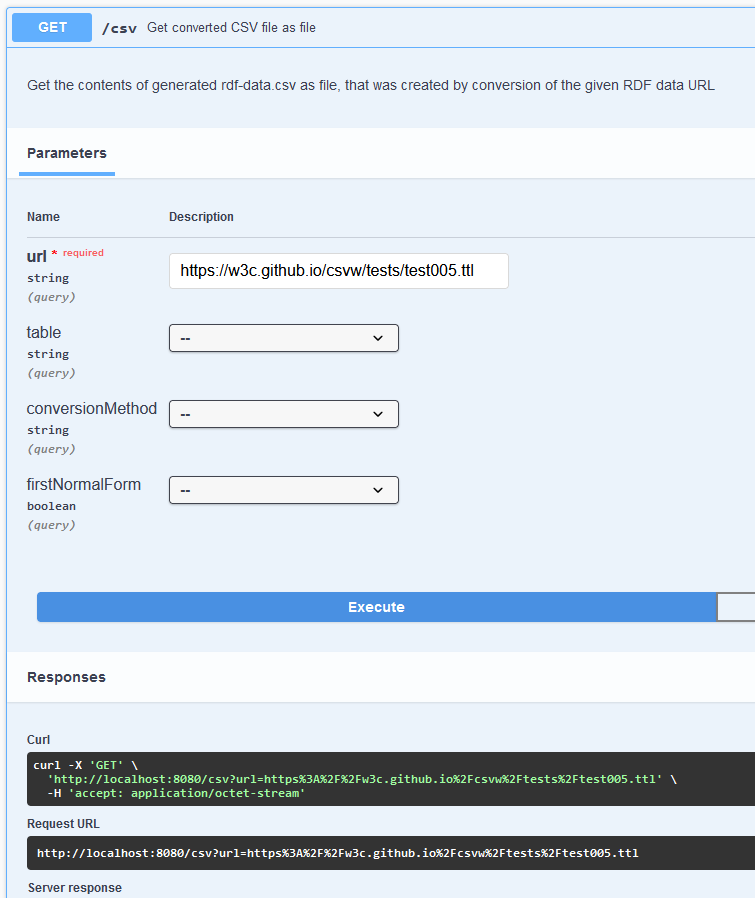 GET /csv Get converted CSV file as file
Get the contents of generated rdf-data.csv as file, that was created by conversion of the given RDF data URL
Parameters
Name Description
url * required
string
(query)
https://w3c.github.io/csvw/tests/test005.ttl
table
string
(query)
--
conversionMethod
string
(query)
--
firstNormalForm
boolean
(query)
--
Execute
Responses
Curl
curl -X 'GET' \
'http://localhost:8080/csv?url=https%3A%2F%2Fw3c.github.io%2Fcsvw%2Ftests%2Ftest005.ttl' \
-H 'accept: application/octet-stream'
Request URL
http://localhost:8080/csv?url=https%3A%2F%2Fw3c.github.io%2Fcsvw%2Ftests%2Ftest005.ttl
Server response